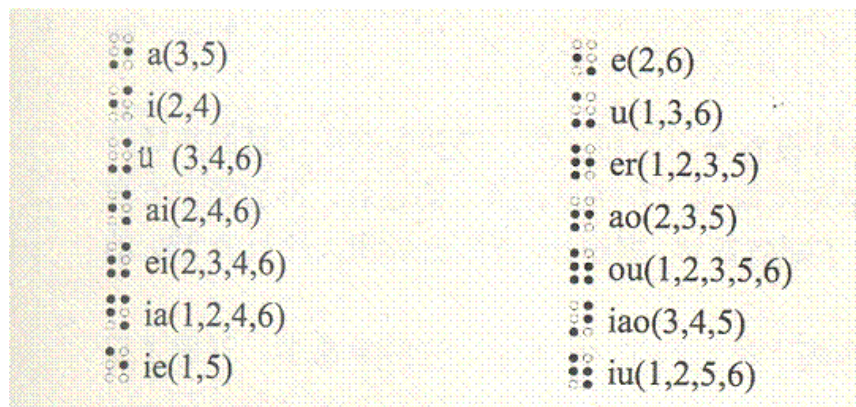 ⠔ a(3,5)
⠊ i(2,4)
⠬ ü (3,4,6)
⠪ ai(2,4,6)
⠮ ei(2,3,4,6)
⠫ ia(1,2,4,6)
⠑ ie(1,5)
⠢ e(2,6)
⠥ u(1,3,6)
⠗ er(1,2,3,5)
⠖ ao(2,3,5)
⠷ ou(1,2,3,5,6)
⠜ iao(3,4,5)
⠳ iu(1,2,5,6)